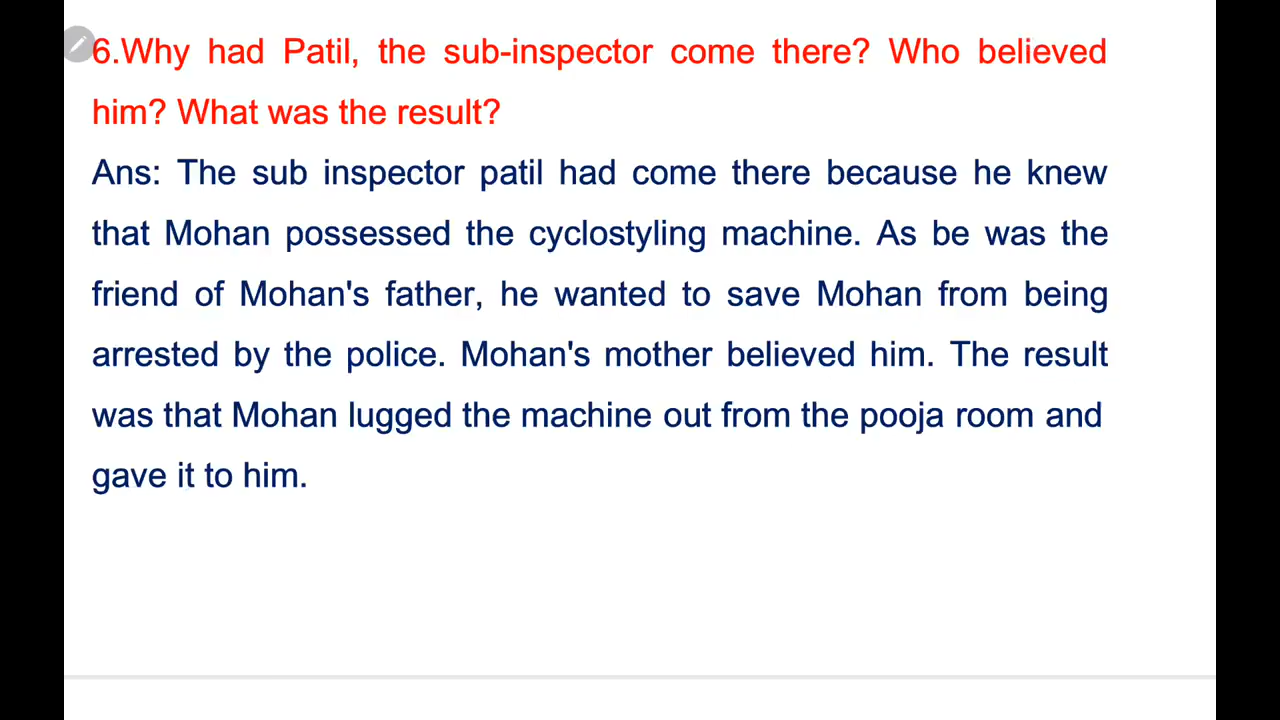 6.Why had Patil, the sub-inspector come there? Who believed
him? What was the result?
Ans: The sub inspector patil had come there because he knew
that Mohan possessed the cyclostyling machine. As be was the
friend of Mohan's father, he wanted to save Mohan from being
arrested by the police. Mohan's mother believed him. The result
was that Mohan lugged the machine out from the pooja room and
gave it to him.